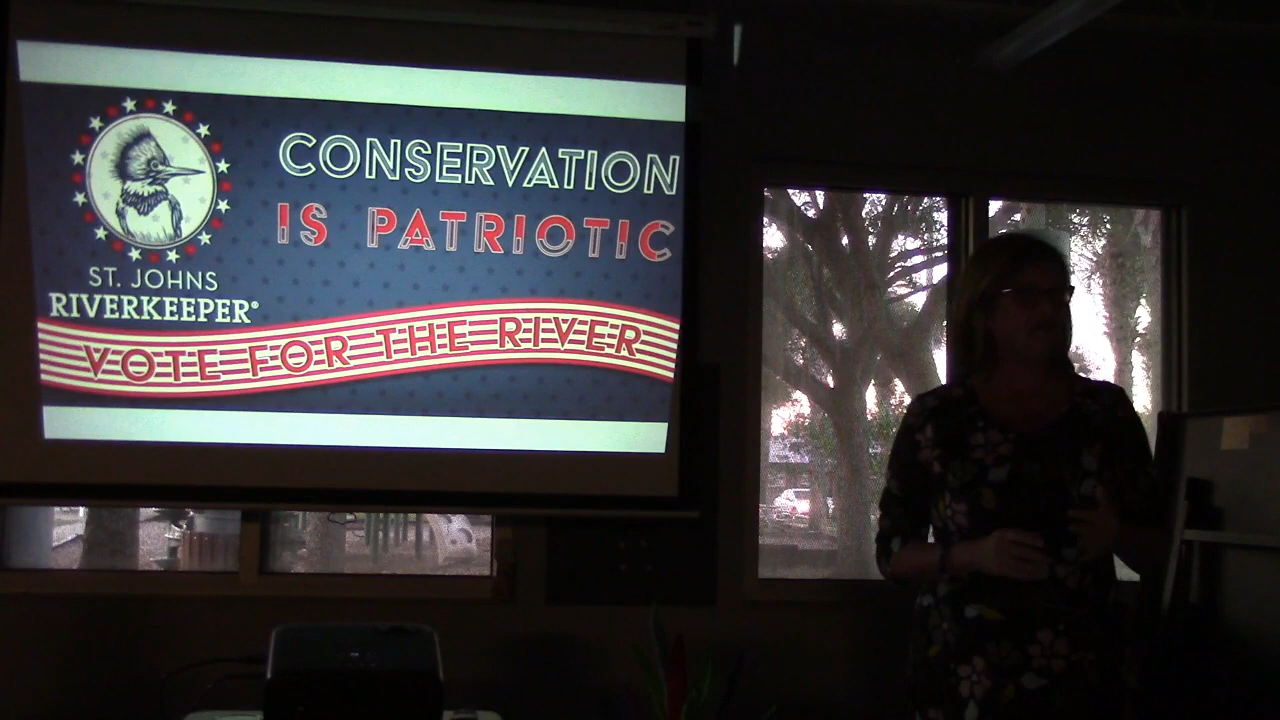 CONSERVATION
IS PATRIOTIC
ST. JOHNS
RIVERKEEPER®
VOTE FOR THE RIVER